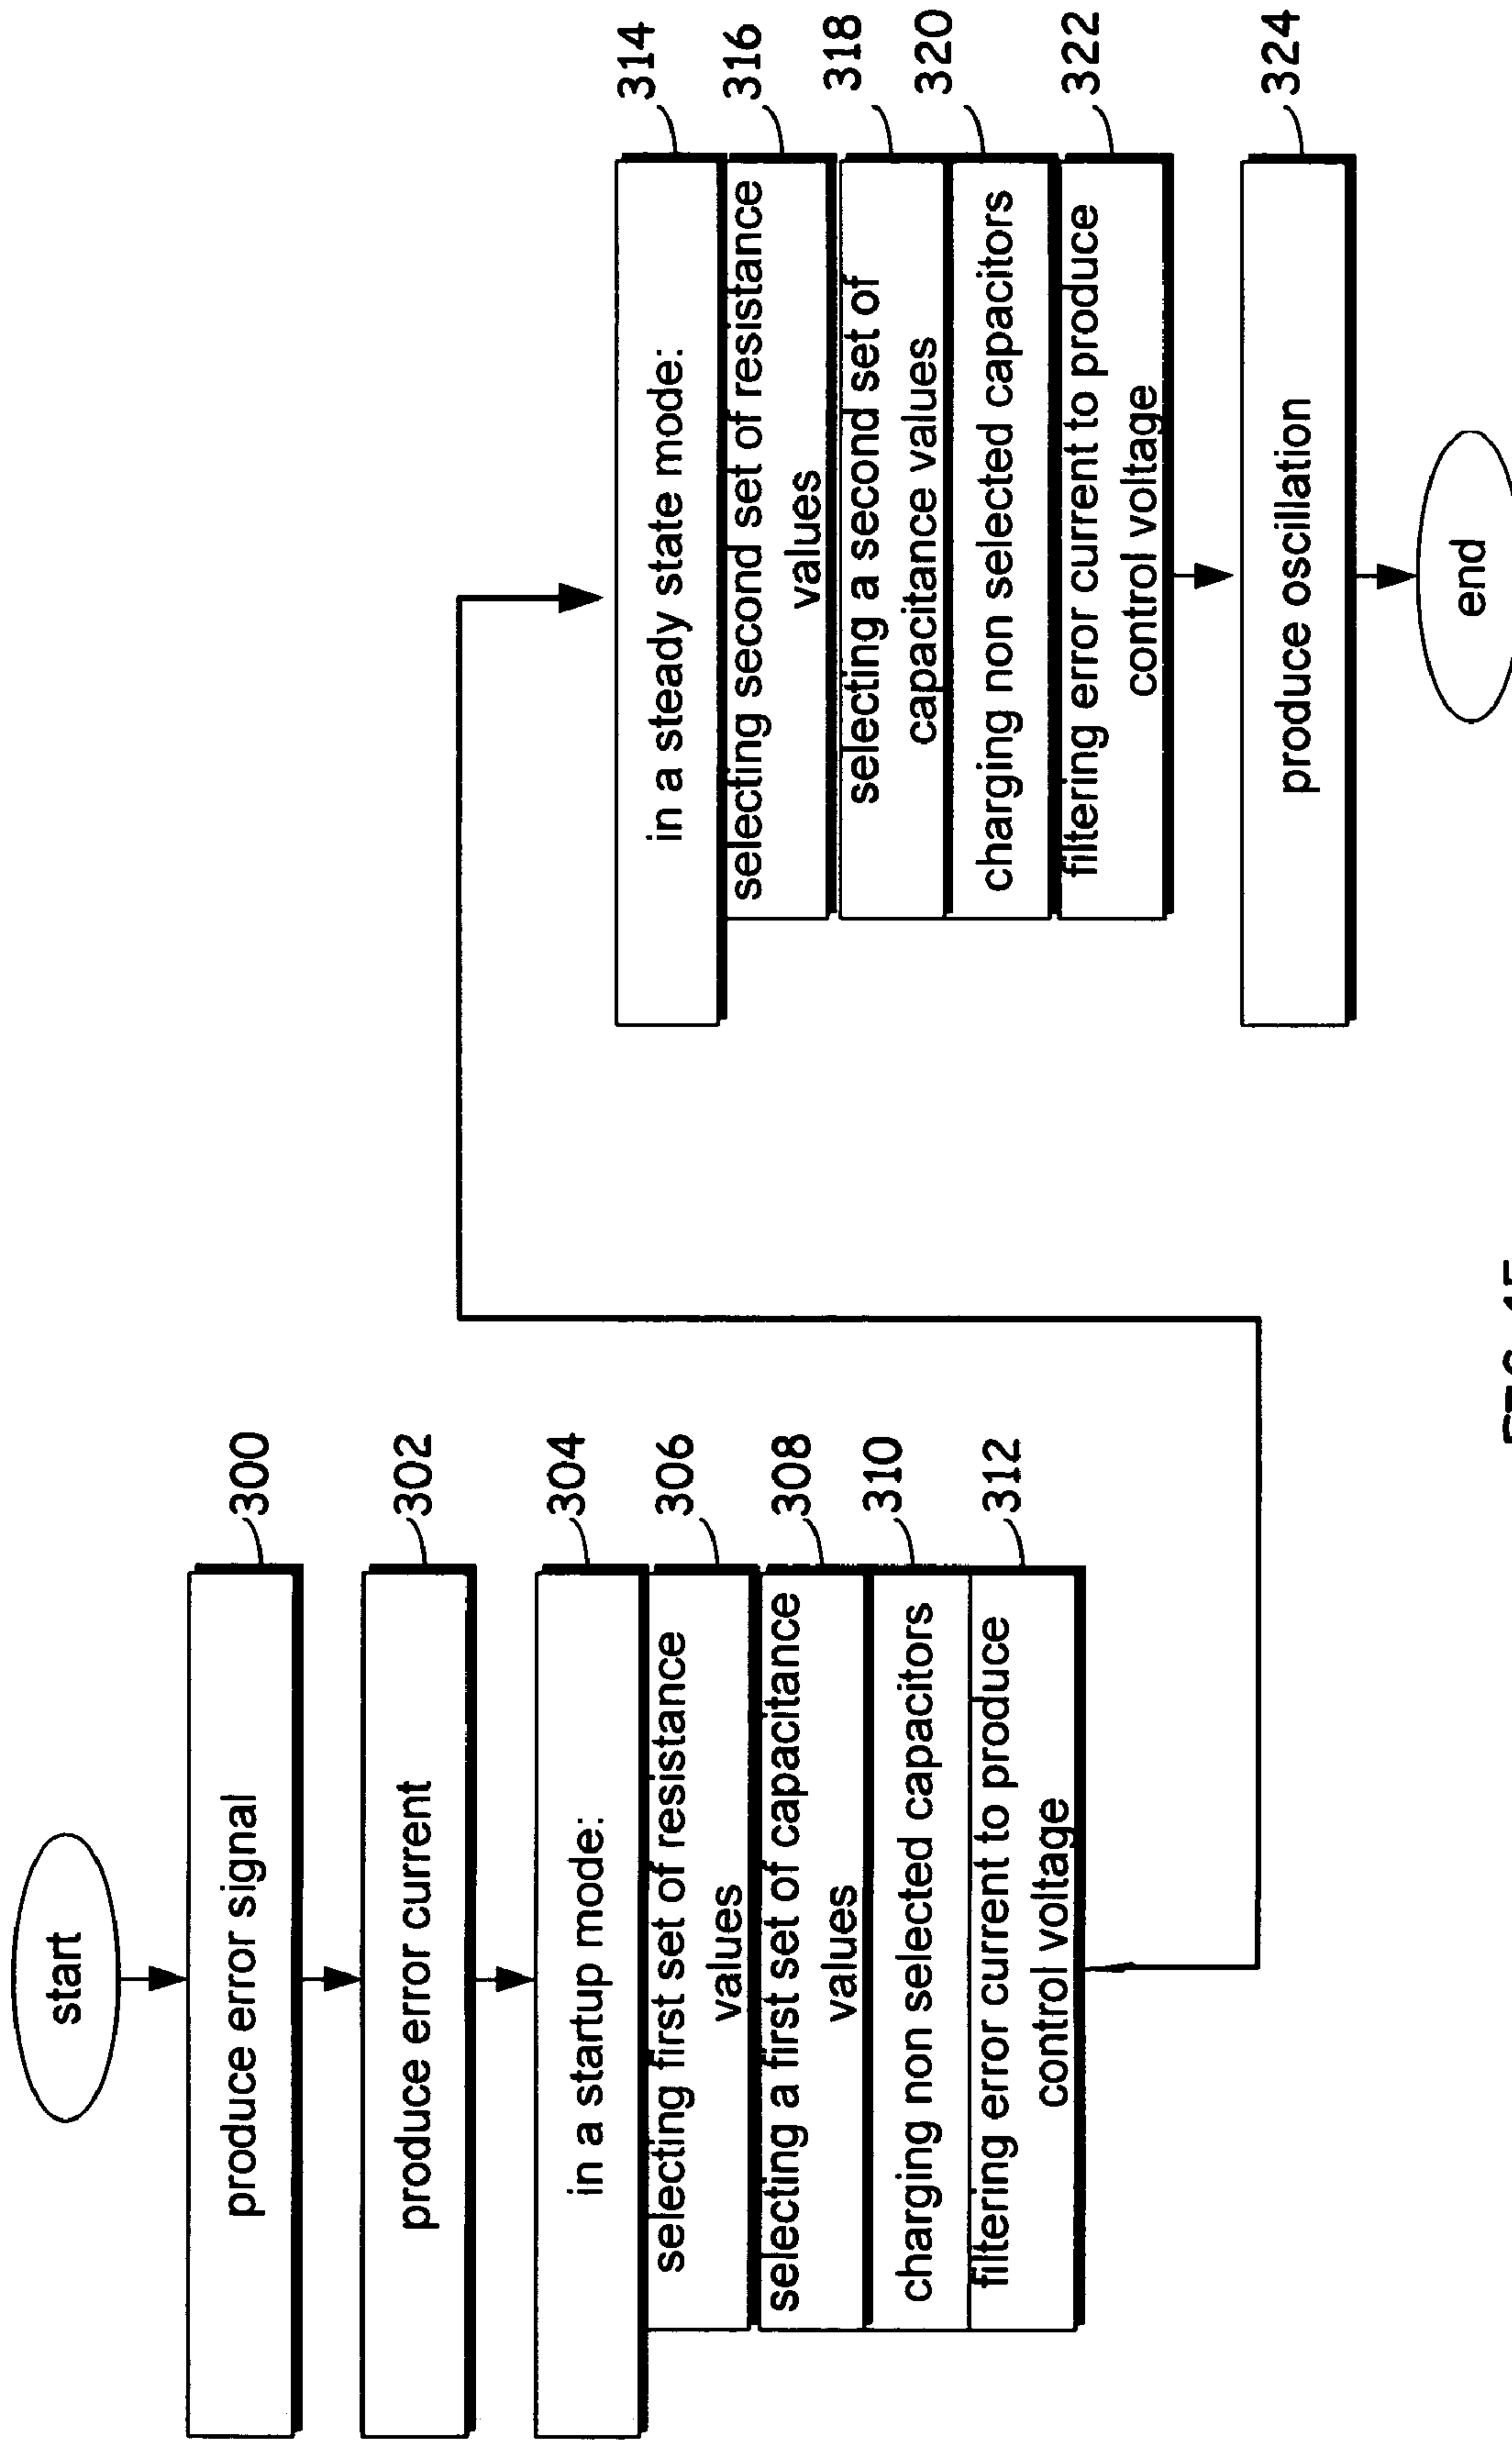 start
produce error signal
300
produce error current
302
in a startup mode:
304
selecting first set of resistance
values
306
selecting a first set of capacitance
values
308
charging non selected capacitors
310
filtering error current to produce
control voltage
312
in a steady state mode:
314
selecting second set of resistance
values
316
selecting a second set of
capacitance values
318
charging non selected capacitors
320
filtering error current to produce
control voltage
322
produce oscillation
324
end